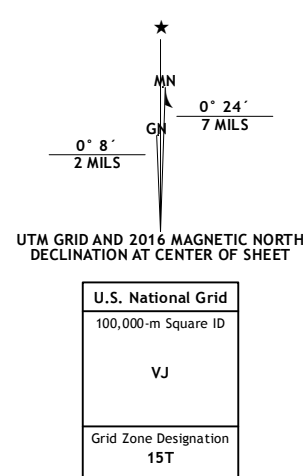 ★
MN
0° 24´
7 MILS
GN
0° 8´
2 MILS
UTM GRID AND 2016 MAGNETIC NORTH
DECLINATION AT CENTER OF SHEET
U.S. National Grid
100,000-m Square ID
VJ
Grid Zone Designation
15T